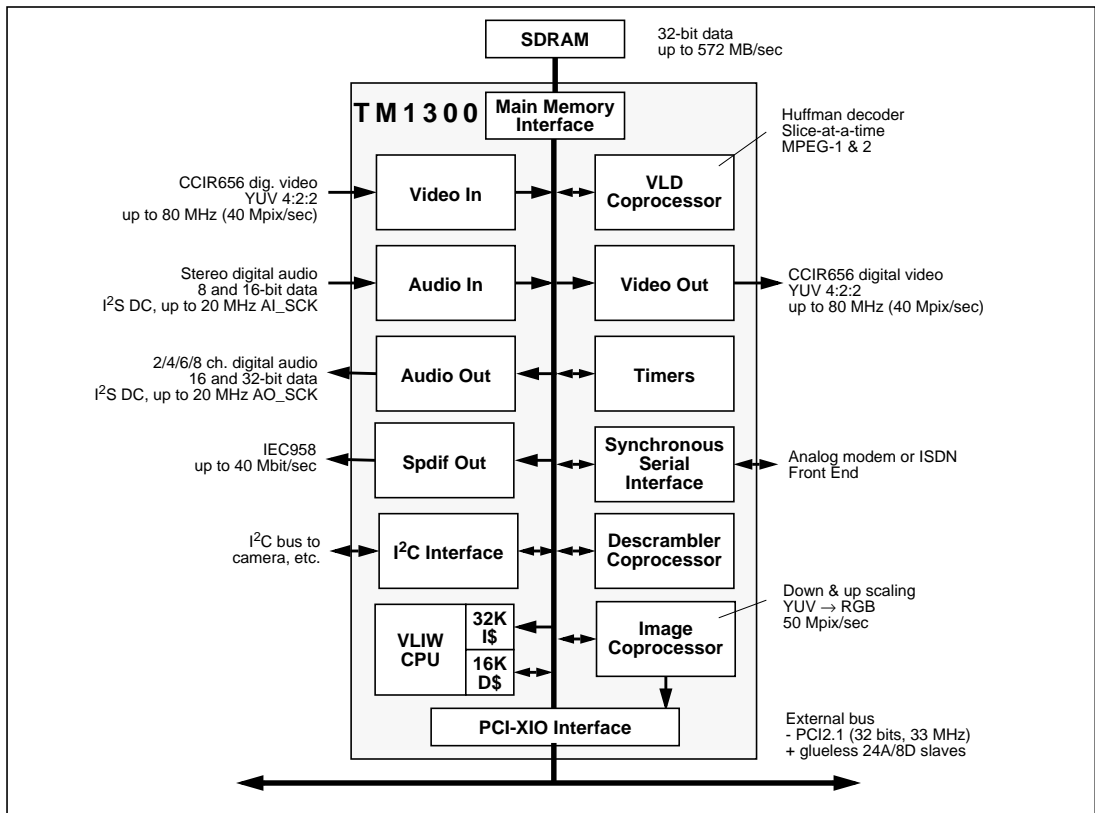 SDRAM
32-bit data
up to 572 MB/sec
TM1300
Main Memory
Interface
Huffman decoder
Slice-at-a-time
MPEG-1 & 2
CCIR656 dig. video
YUV 4:2:2
up to 80 MHz (40 Mpix/sec)
Video In
VLD
Coprocessor
Stereo digital audio
8 and 16-bit data
I²S DC, up to 20 MHz AI_SCK
Audio In
Video Out
CCIR656 digital video
YUV 4:2:2
up to 80 MHz (40 Mpix/sec)
2/4/6/8 ch. digital audio
16 and 32-bit data
I²S DC, up to 20 MHz AO_SCK
Audio Out
Timers
IEC958
up to 40 Mbit/sec
Spdif Out
Synchronous
Serial
Interface
Analog modem or ISDN
Front End
I²C bus to
camera, etc.
I²C Interface
Descrambler
Coprocessor
Down & up scaling
YUV → RGB
50 Mpix/sec
VLIW
CPU
32K
I$
16K
D$
Image
Coprocessor
PCI-XIO Interface
External bus
- PCI2.1 (32 bits, 33 MHz)
+ glueless 24A/8D slaves